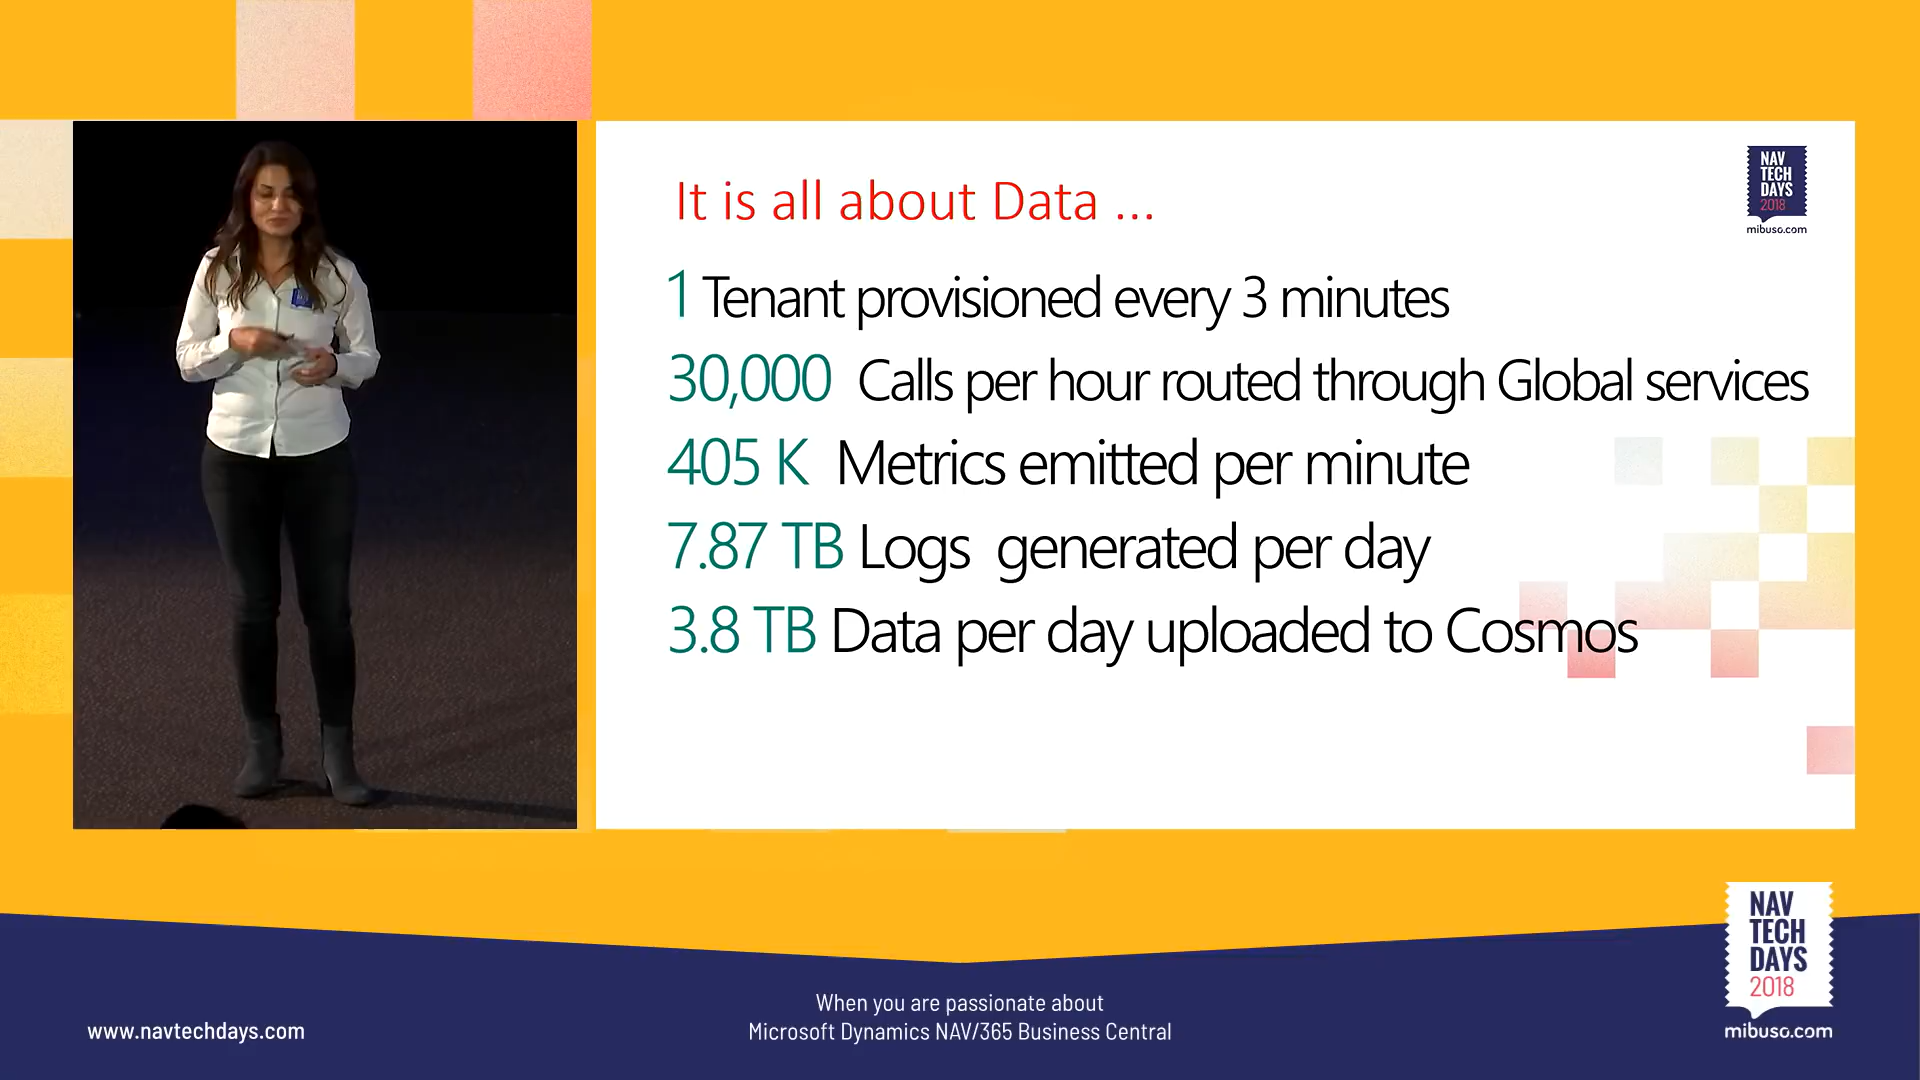 It is all about Data ...
NAV
TECH
DAYS
2018
mibuso.com
1 Tenant provisioned every 3 minutes
30,000 Calls per hour routed through Global services
405 K Metrics emitted per minute
7.87 TB Logs generated per day
3.8 TB Data per day uploaded to Cosmos
NAV
TECH
DAYS
2018
mibuso.com
www.navtechdays.com
When you are passionate about
Microsoft Dynamics NAV/365 Business Central